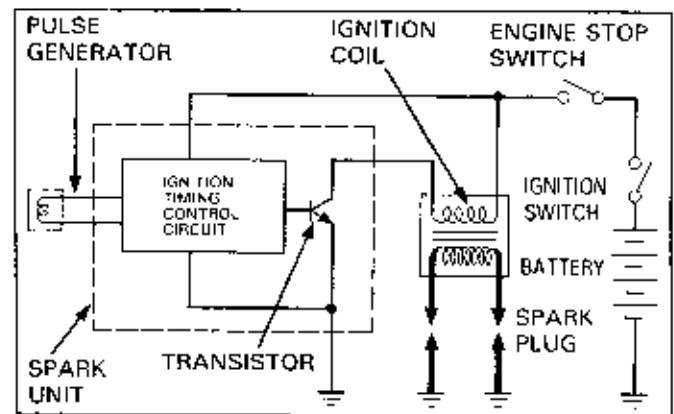 PULSE
GENERATOR
IGNITION
COIL
ENGINE STOP
SWITCH
IGNITION
TIMING
CONTROL
CIRCUIT
IGNITION
SWITCH
BATTERY
SPARK
PLUG
TRANSISTOR
SPARK
UNIT